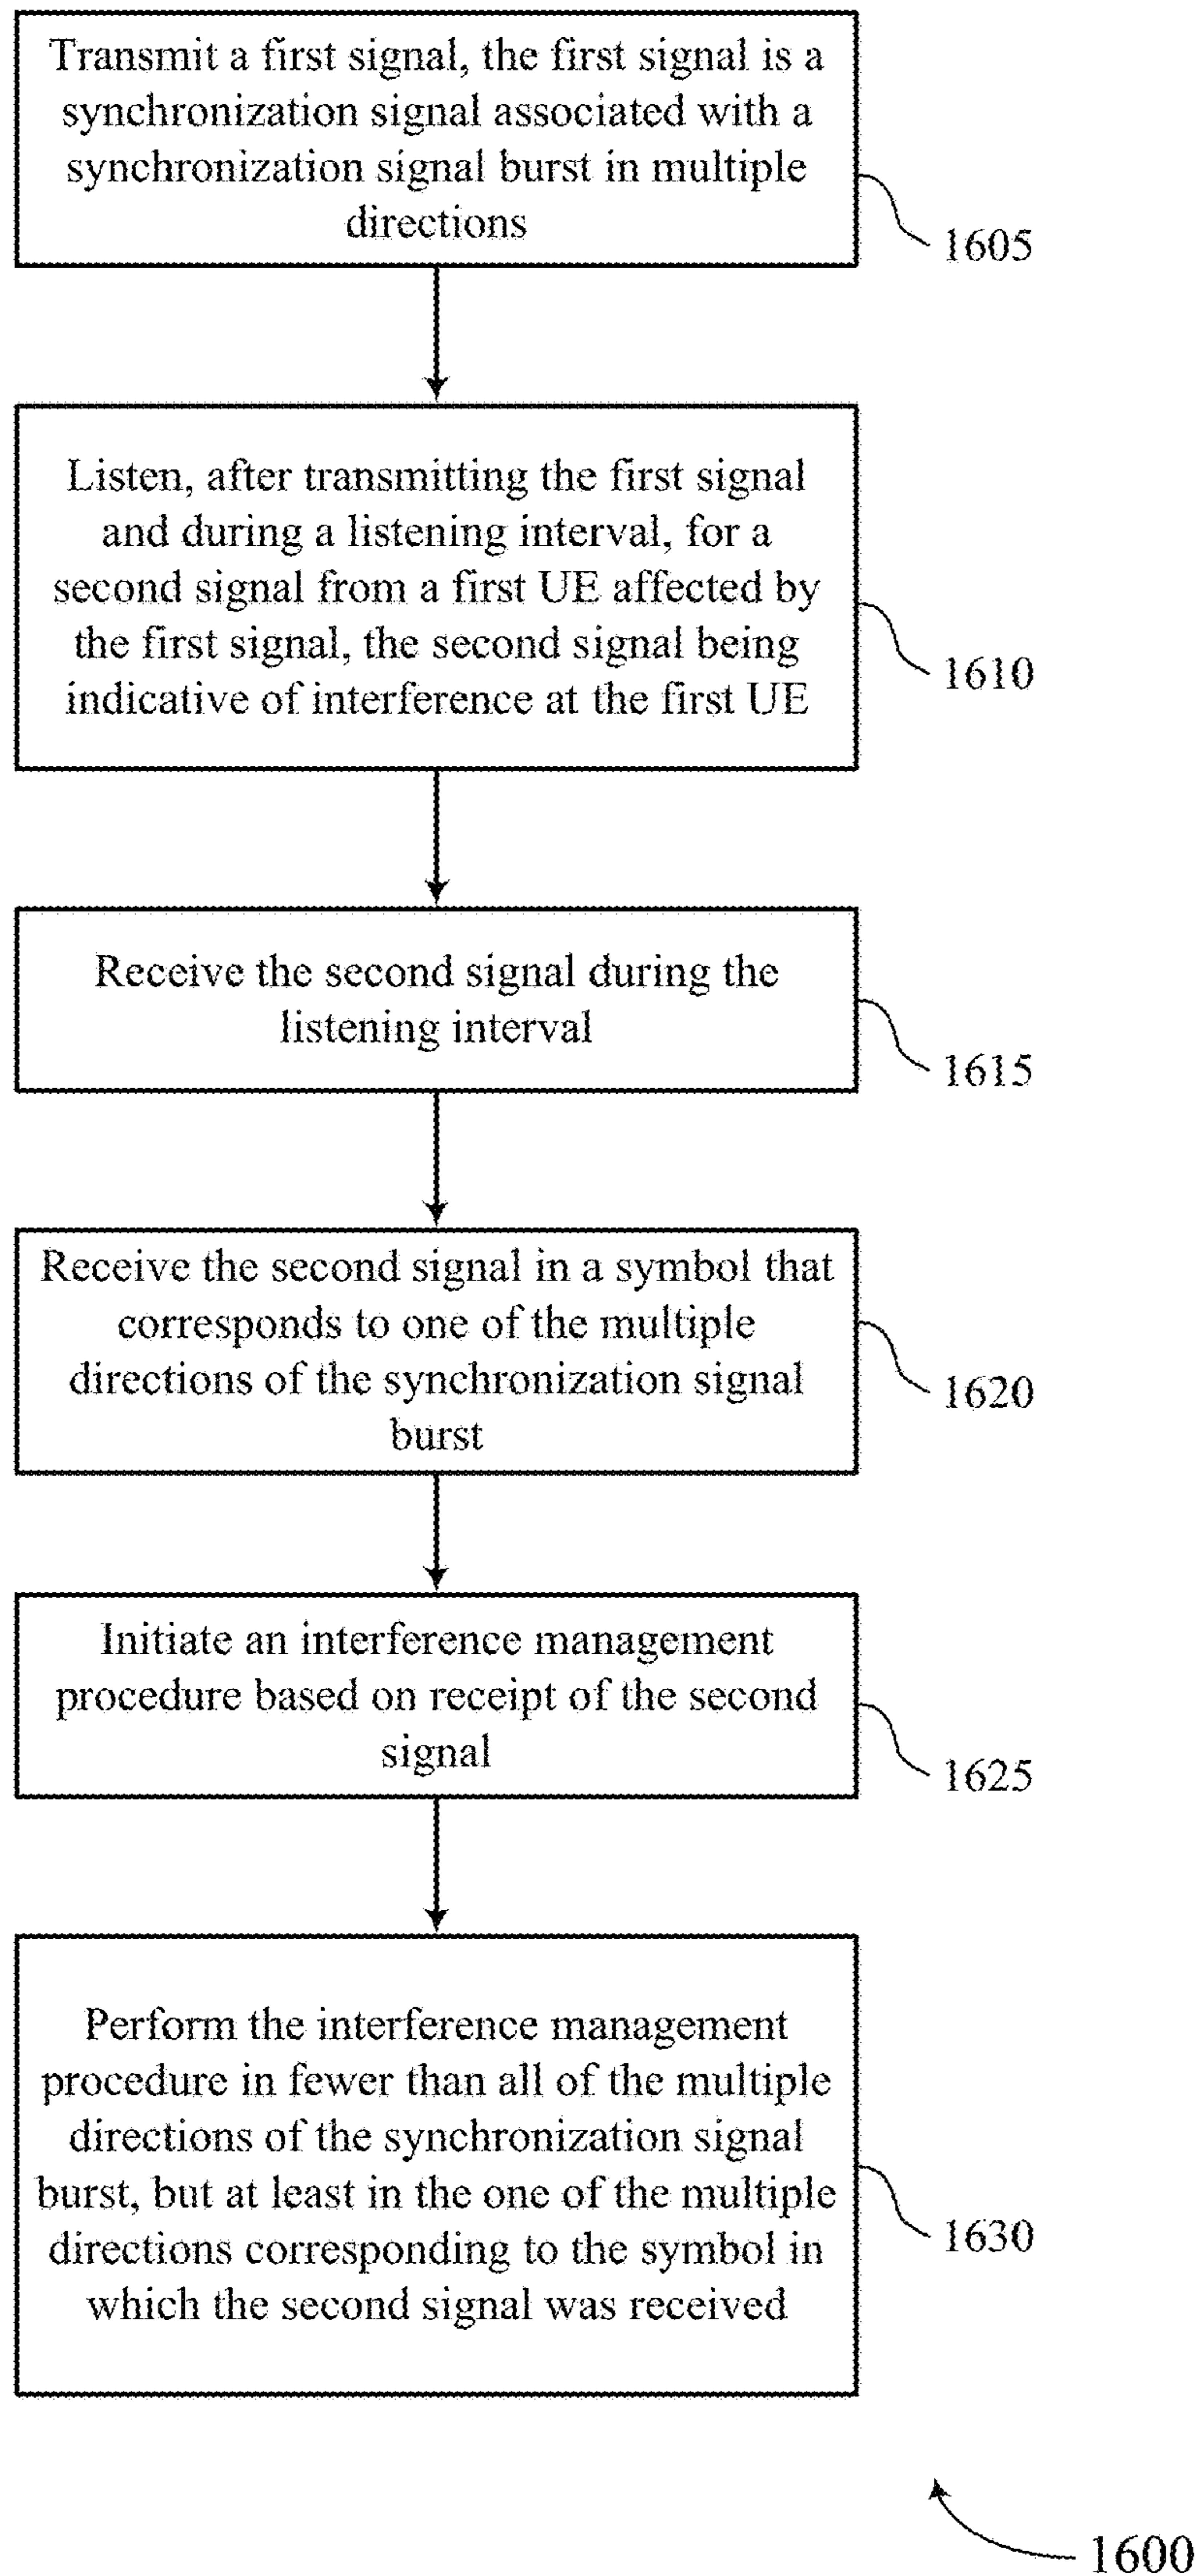 Transmit a first signal, the first signal is a
synchronization signal associated with a
synchronization signal burst in multiple
directions
1605
Listen, after transmitting the first signal
and during a listening interval, for a
second signal from a first UE affected by
the first signal, the second signal being
indicative of interference at the first UE
1610
Receive the second signal during the
listening interval
1615
Receive the second signal in a symbol that
corresponds to one of the multiple
directions of the synchronization signal
burst
1620
Initiate an interference management
procedure based on receipt of the second
signal
1625
Perform the interference management
procedure in fewer than all of the multiple
directions of the synchronization signal
burst, but at least in the one of the multiple
directions corresponding to the symbol in
which the second signal was received
1630
1600